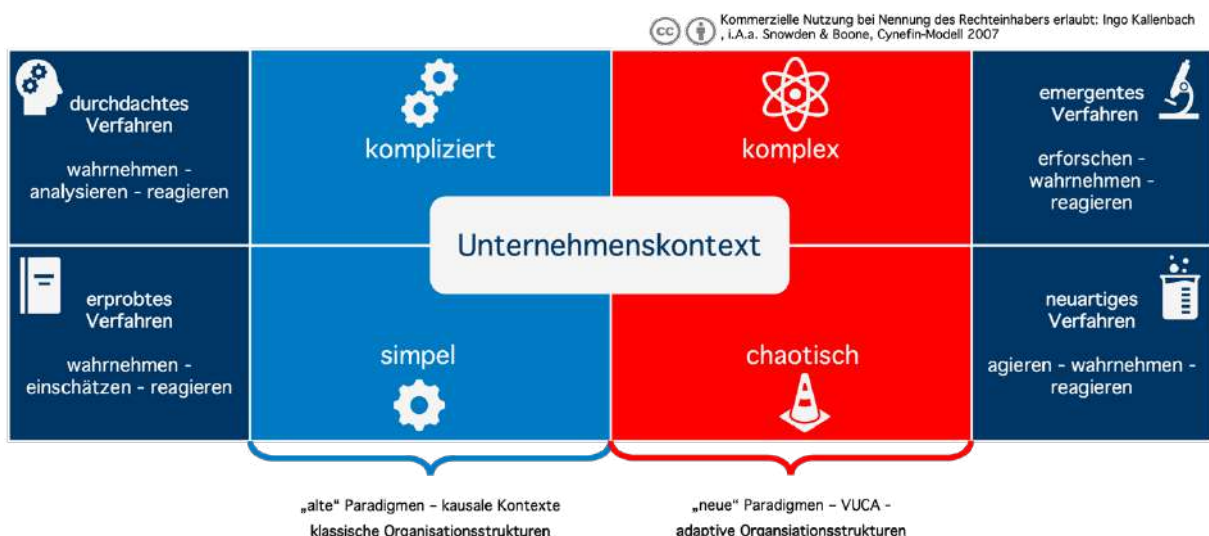 Kommerzielle Nutzung bei Nennung des Rechteinhabers erlaubt: Ingo Kallenbach
, i.A.a. Snowden & Boone, Cynefin-Modell 2007
cc
durchdachtes
Verfahren
wahrnehmen -
analysieren - reagieren
kompliziert
komplex
emergentes
Verfahren
erforschen -
wahrnehmen -
reagieren
Unternehmenskontext
erprobtes
Verfahren
wahrnehmen -
einschätzen - reagieren
simpel
chaotisch
neuartiges
Verfahren
agieren - wahrnehmen -
reagieren
„alte“ Paradigmen – kausale Kontexte
klassische Organisationsstrukturen
„neue“ Paradigmen – VUCA -
adaptive Organsiationsstrukturen